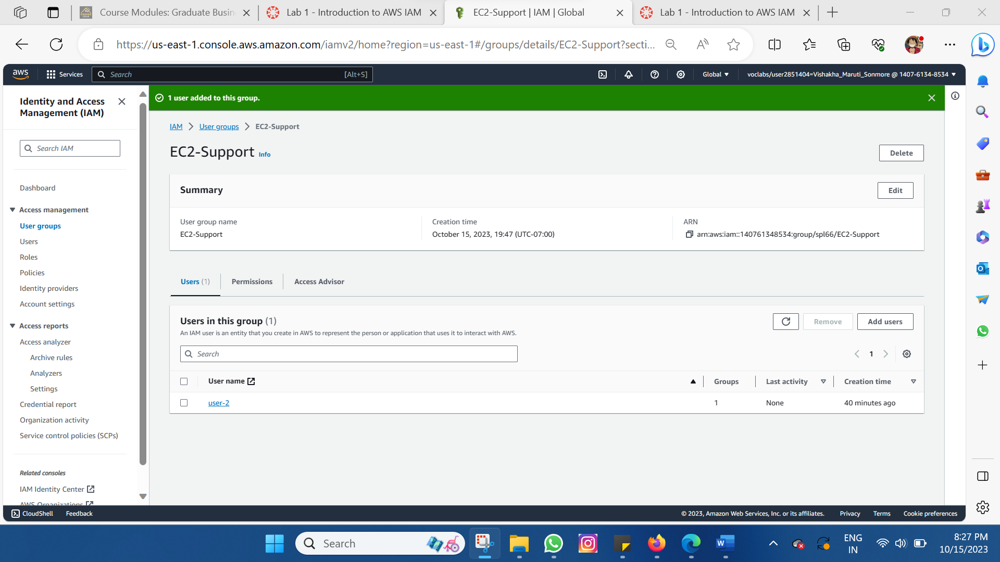 Course Modules: Graduate Busin
Lab 1 - Introduction to AWS IAM
EC2-Support | IAM | Global
Lab 1 - Introduction to AWS IAM
https://us-east-1.console.aws.amazon.com/iamv2/home?region=us-east-1#/groups/details/EC2-Support?secti...
aws
Services
Search
[Alt+S]
Global
voclabs/user2851404=Vishakha_Maruti_Sonmore @ 1407-6134-8534
Identity and Access
Management (IAM)
Search IAM
Dashboard
Access management
User groups
Users
Roles
Policies
Identity providers
Account settings
Access reports
Access analyzer
Archive rules
Analyzers
Settings
Credential report
Organization activity
Service control policies (SCPs)
Related consoles
IAM Identity Center
AWS Organizations
1 user added to this group.
IAM
User groups
EC2-Support
EC2-Support Info
Delete
Summary
Edit
User group name
EC2-Support
Creation time
October 15, 2023, 19:47 (UTC-07:00)
ARN
arn:aws:iam::140761348534:group/spl66/EC2-Support
Users (1)
Permissions
Access Advisor
Users in this group (1)
An IAM user is an entity that you create in AWS to represent the person or application that uses it to interact with AWS.
Remove
Add users
Search
1
User name
Groups
Last activity
Creation time
user-2
1
None
40 minutes ago
CloudShell
Feedback
© 2023, Amazon Web Services, Inc. or its affiliates.
Privacy
Terms
Cookie preferences
Search
ENG
IN
8:27 PM
10/15/2023